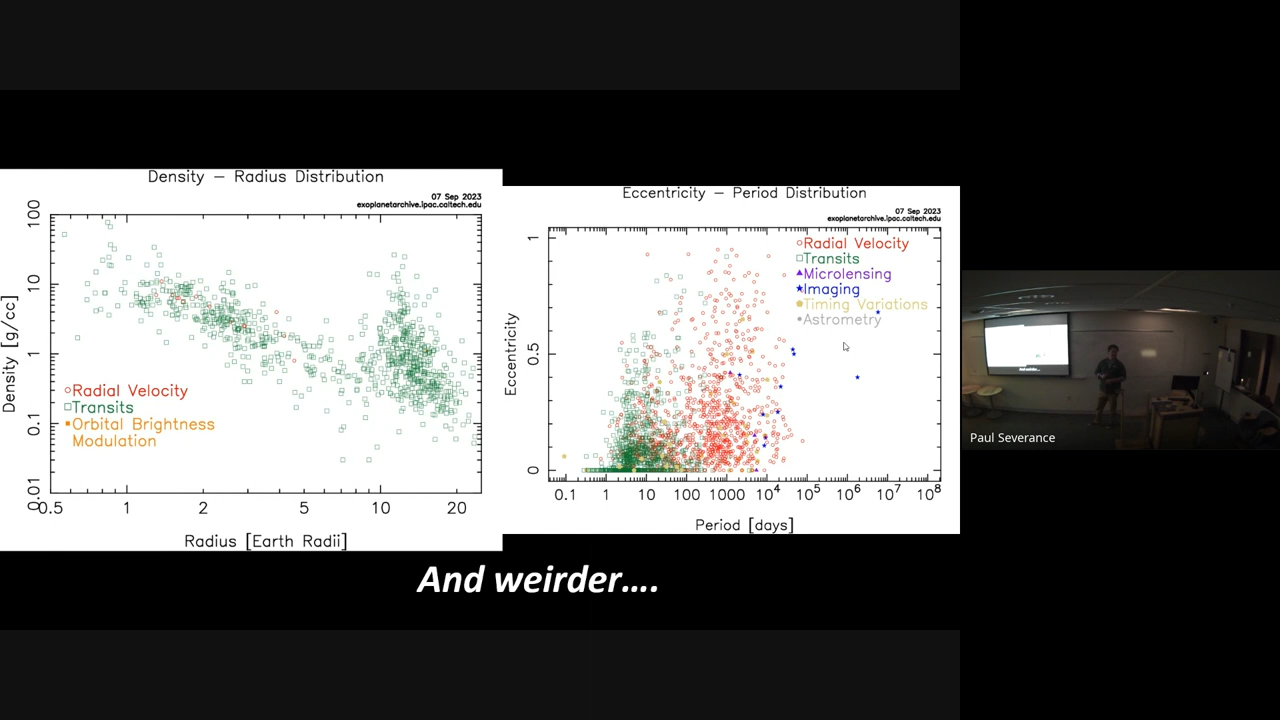 Density – Radius Distribution
07 Sep 2023
exoplanetarchive.ipac.caltech.edu
100
10
1
0.1
0.01
Density [g/cc]
Radial Velocity
Transits
Orbital Brightness
Modulation
0.5 1 2 5 10 20
Radius [Earth Radii]
Eccentricity – Period Distribution
07 Sep 2023
exoplanetarchive.ipac.caltech.edu
1
0.5
0
Eccentricity
Radial Velocity
Transits
Microlensing
Imaging
Timing Variations
Astrometry
0.1 1 10 100 1000 10⁴ 10⁵ 10⁶ 10⁷ 10⁸
Period [days]
And weirder....
And weirder....
Paul Severance